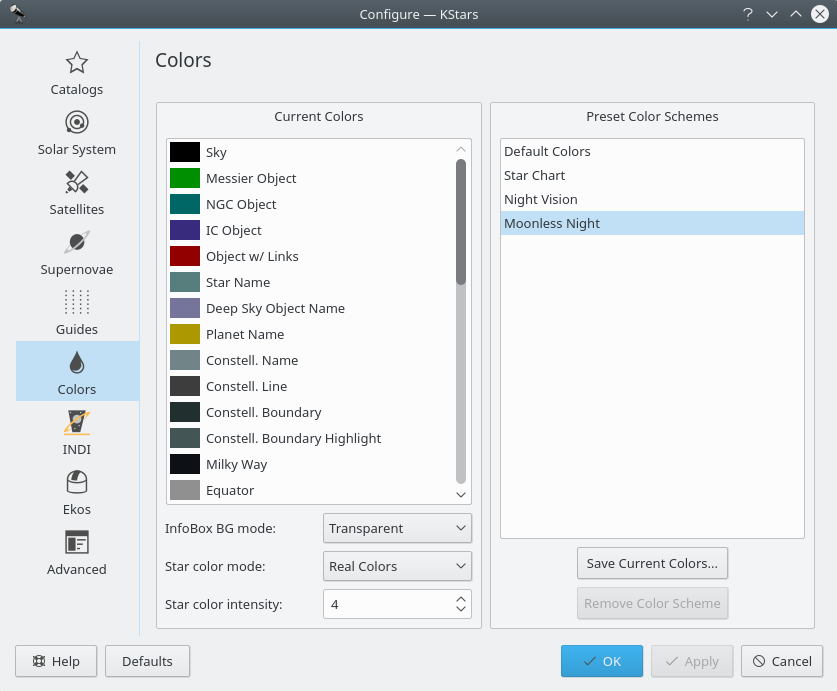 Configure — KStars
?
Catalogs
Solar System
Satellites
Supernovae
Guides
Colors
INDI
Ekos
Advanced
Colors
Current Colors
Sky
Messier Object
NGC Object
IC Object
Object w/ Links
Star Name
Deep Sky Object Name
Planet Name
Constell. Name
Constell. Line
Constell. Boundary
Constell. Boundary Highlight
Milky Way
Equator
InfoBox BG mode: Transparent
Star color mode: Real Colors
Star color intensity: 4
Preset Color Schemes
Default Colors
Star Chart
Night Vision
Moonless Night
Save Current Colors...
Remove Color Scheme
Help Defaults OK Apply Cancel